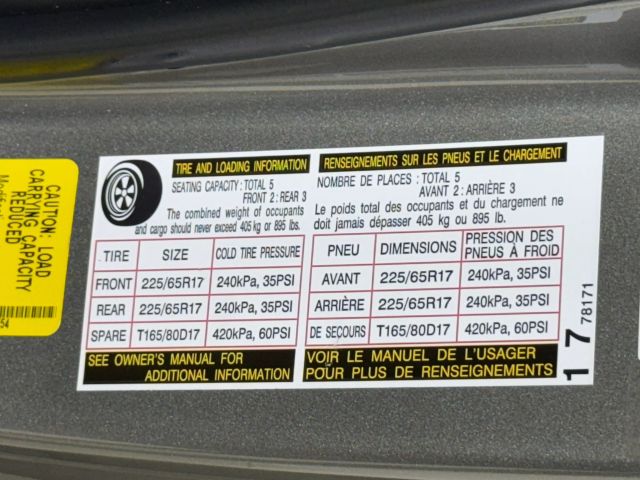 CAUTION: LOAD
CARRYING CAPACITY
REDUCED
54
TIRE AND LOADING INFORMATION
SEATING CAPACITY: TOTAL 5
FRONT 2: REAR 3
The combined weight of occupants
and cargo should never exceed 405 kg or 895 lb.
TIRE SIZE COLD TIRE PRESSURE
FRONT 225/65R17 240kPa, 35PSI
REAR 225/65R17 240kPa, 35PSI
SPARE T165/80D17 420kPa, 60PSI
SEE OWNER'S MANUAL FOR
ADDITIONAL INFORMATION
RENSEIGNEMENTS SUR LES PNEUS ET LE CHARGEMENT
NOMBRE DE PLACES : TOTAL 5
AVANT 2: ARRIÈRE 3
Le poids total des occupants et du chargement ne
doit jamais dépasser 405 kg ou 895 lb.
PNEU DIMENSIONS PRESSION DES
PNEUS À FROID
AVANT 225/65R17 240kPa, 35PSI
ARRIÈRE 225/65R17 240kPa, 35PSI
DE SECOURS T165/80D17 420kPa, 60PSI
VOIR LE MANUEL DE L'USAGER
POUR PLUS DE RENSEIGNEMENTS
1 7
78171